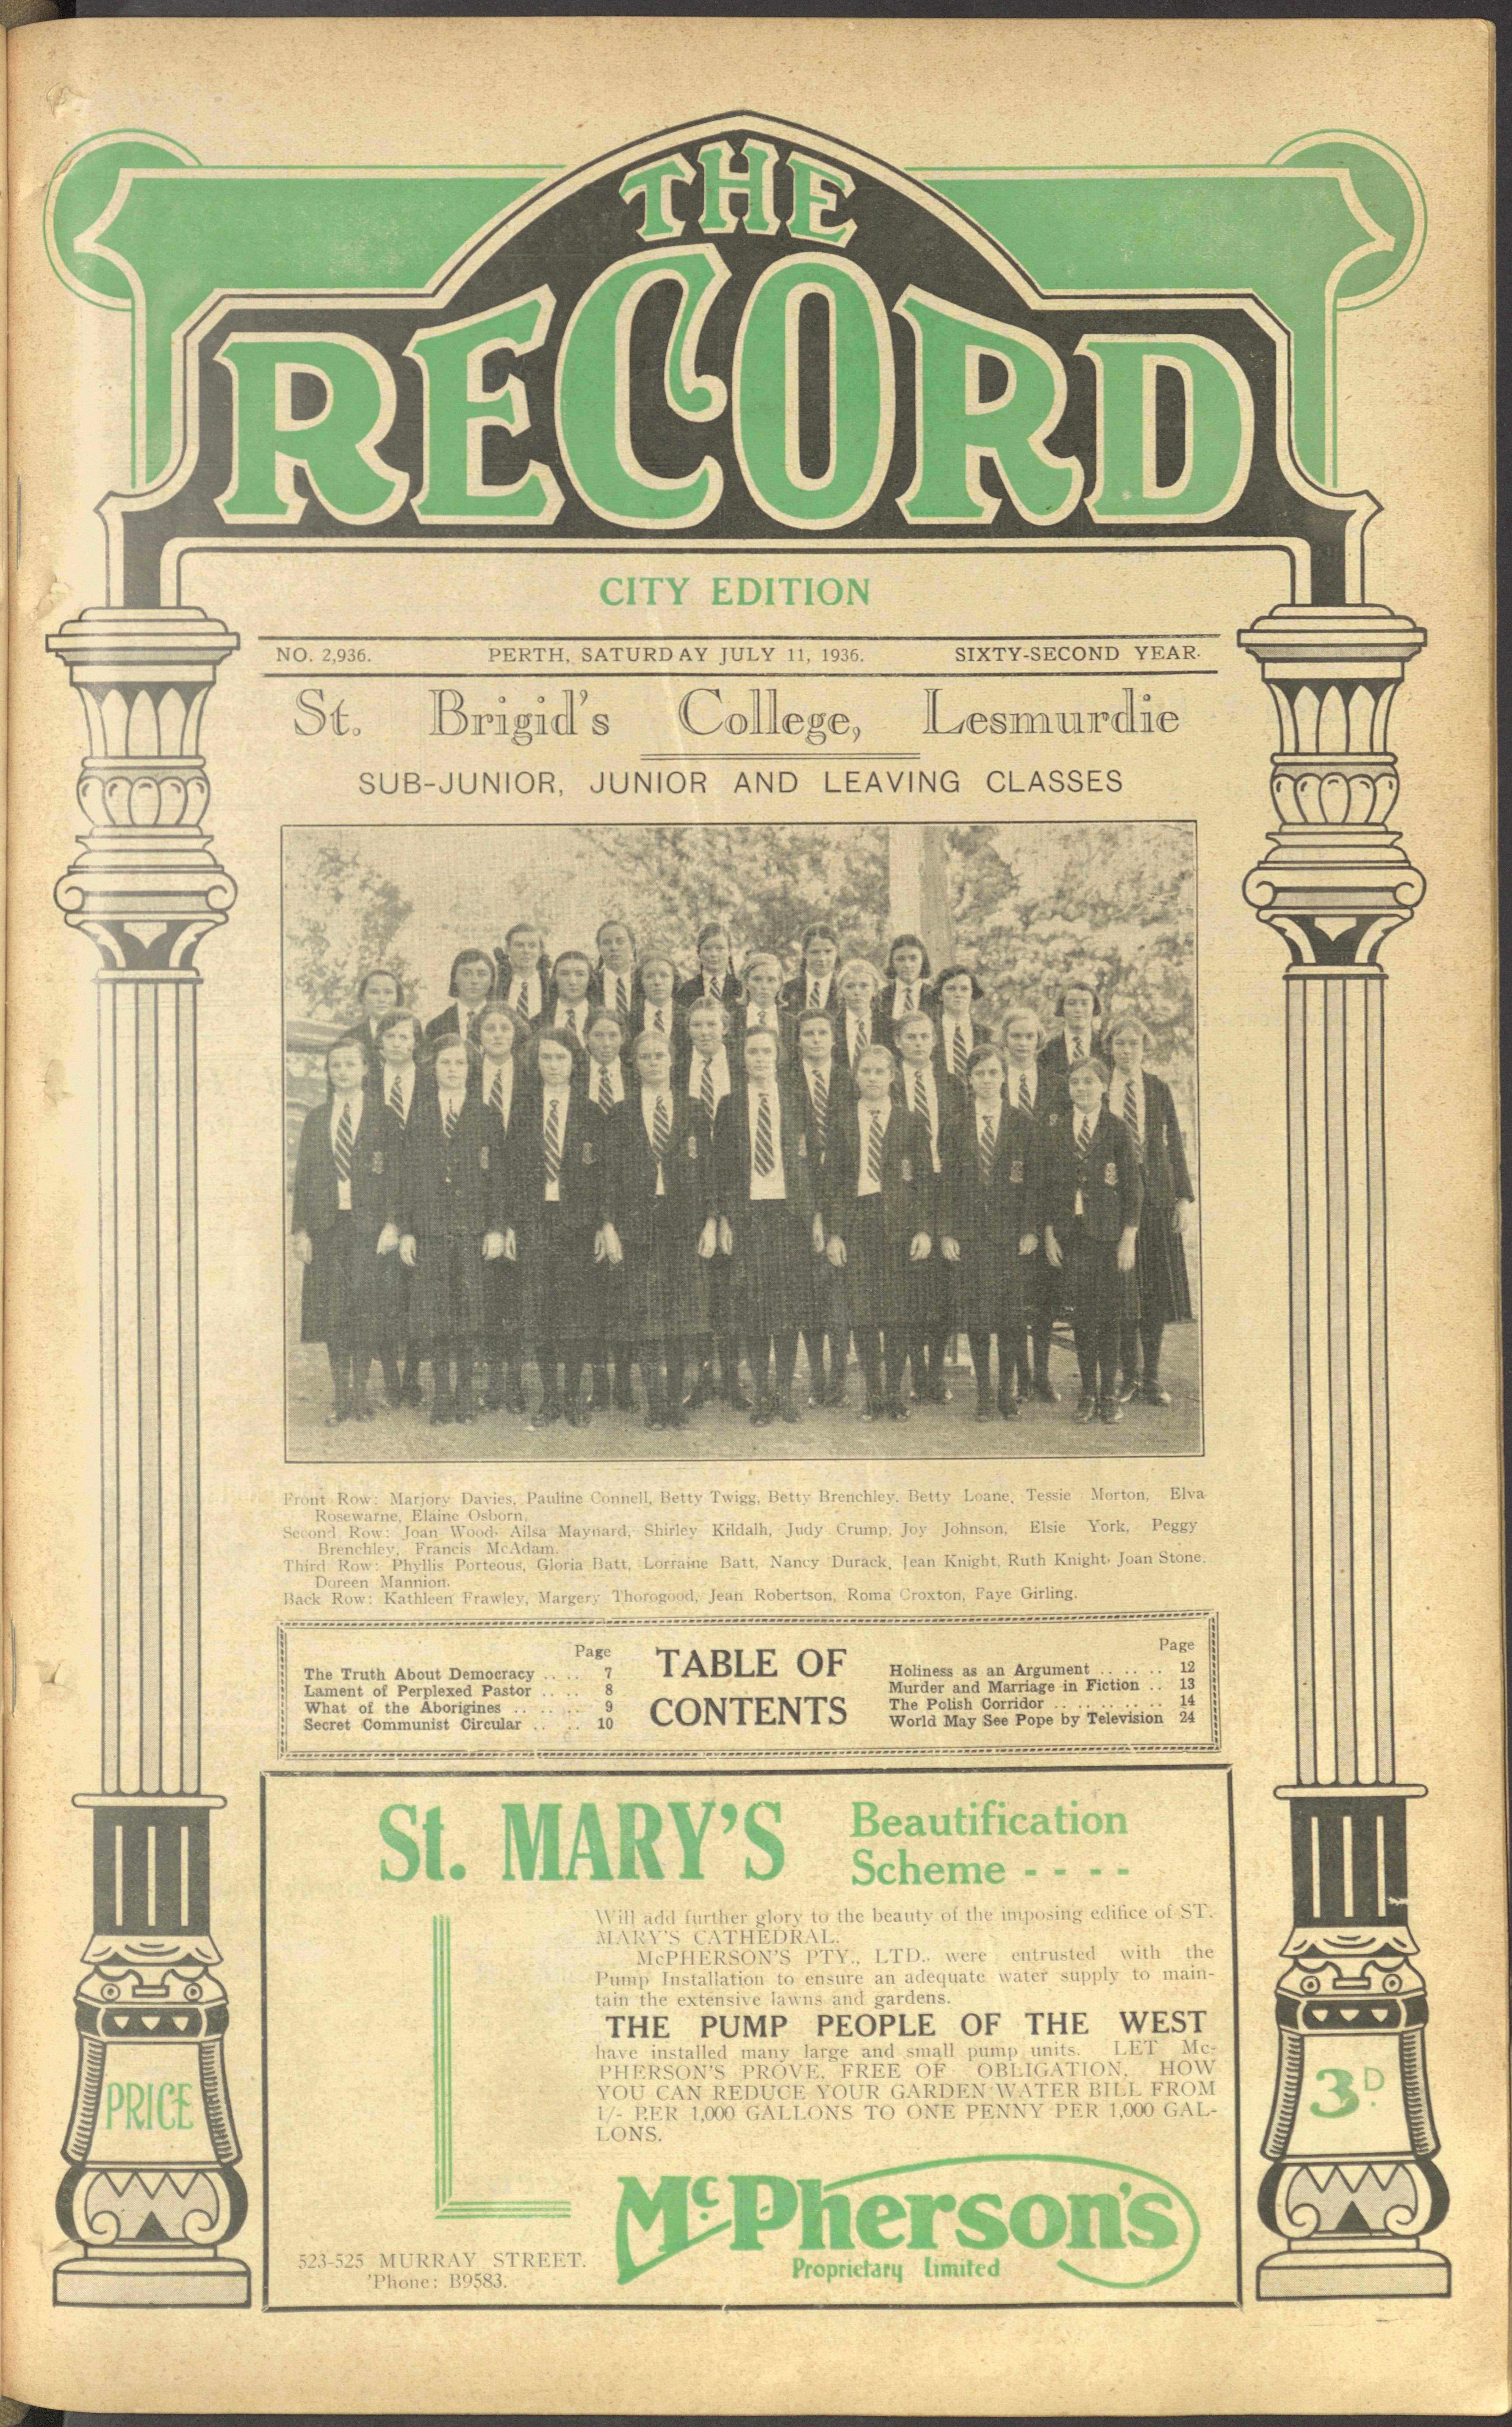 THE
RECORD
CITY EDITION
NO. 2,936. PERTH, SATURDAY JULY 11, 1936. SIXTY-SECOND YEAR.
St. Brigid's College, Lesmurdie
SUB-JUNIOR, JUNIOR AND LEAVING CLASSES
Front Row: Marjory Davies, Pauline Connell, Betty Twigg, Betty Brenchley, Betty Loane, Tessie Morton, Elva
Rosewarne, Elaine Osborn.
Second Row: Joan Wood, Ailsa Maynard, Shirley Kildalh, Judy Crump, Joy Johnson, Elsie York, Peggy
Brenchley, Francis McAdam.
Third Row: Phyllis Porteous, Gloria Batt, Lorraine Batt, Nancy Durack, Jean Knight, Ruth Knight, Joan Stone,
Doreen Mannion.
Back Row: Kathleen Frawley, Margery Thorogood, Jean Robertson, Roma Croxton, Faye Girling.
TABLE OF
CONTENTS
Page
The Truth About Democracy .. .. 7
Lament of Perplexed Pastor .. .. 8
What of the Aborigines .. .. .. 9
Secret Communist Circular .. .. 10
Page
Holiness as an Argument .. .. .. 12
Murder and Marriage in Fiction .. 13
The Polish Corridor .. .. .. .. .. 14
World May See Pope by Television 24
St. MARY'S Beautification
Scheme - - - -
Will add further glory to the beauty of the imposing edifice of ST.
MARY'S CATHEDRAL.
McPHERSON'S PTY., LTD., were entrusted with the
Pump Installation to ensure an adequate water supply to main-
tain the extensive lawns and gardens.
THE PUMP PEOPLE OF THE WEST
have installed many large and small pump units. LET Mc-
PHERSON'S PROVE, FREE OF OBLIGATION, HOW
YOU CAN REDUCE YOUR GARDEN WATER BILL FROM
1/- PER 1,000 GALLONS TO ONE PENNY PER 1,000 GAL-
LONS.
McPherson's
Proprietary Limited
523-525 MURRAY STREET.
'Phone: B9583.
PRICE
3D.